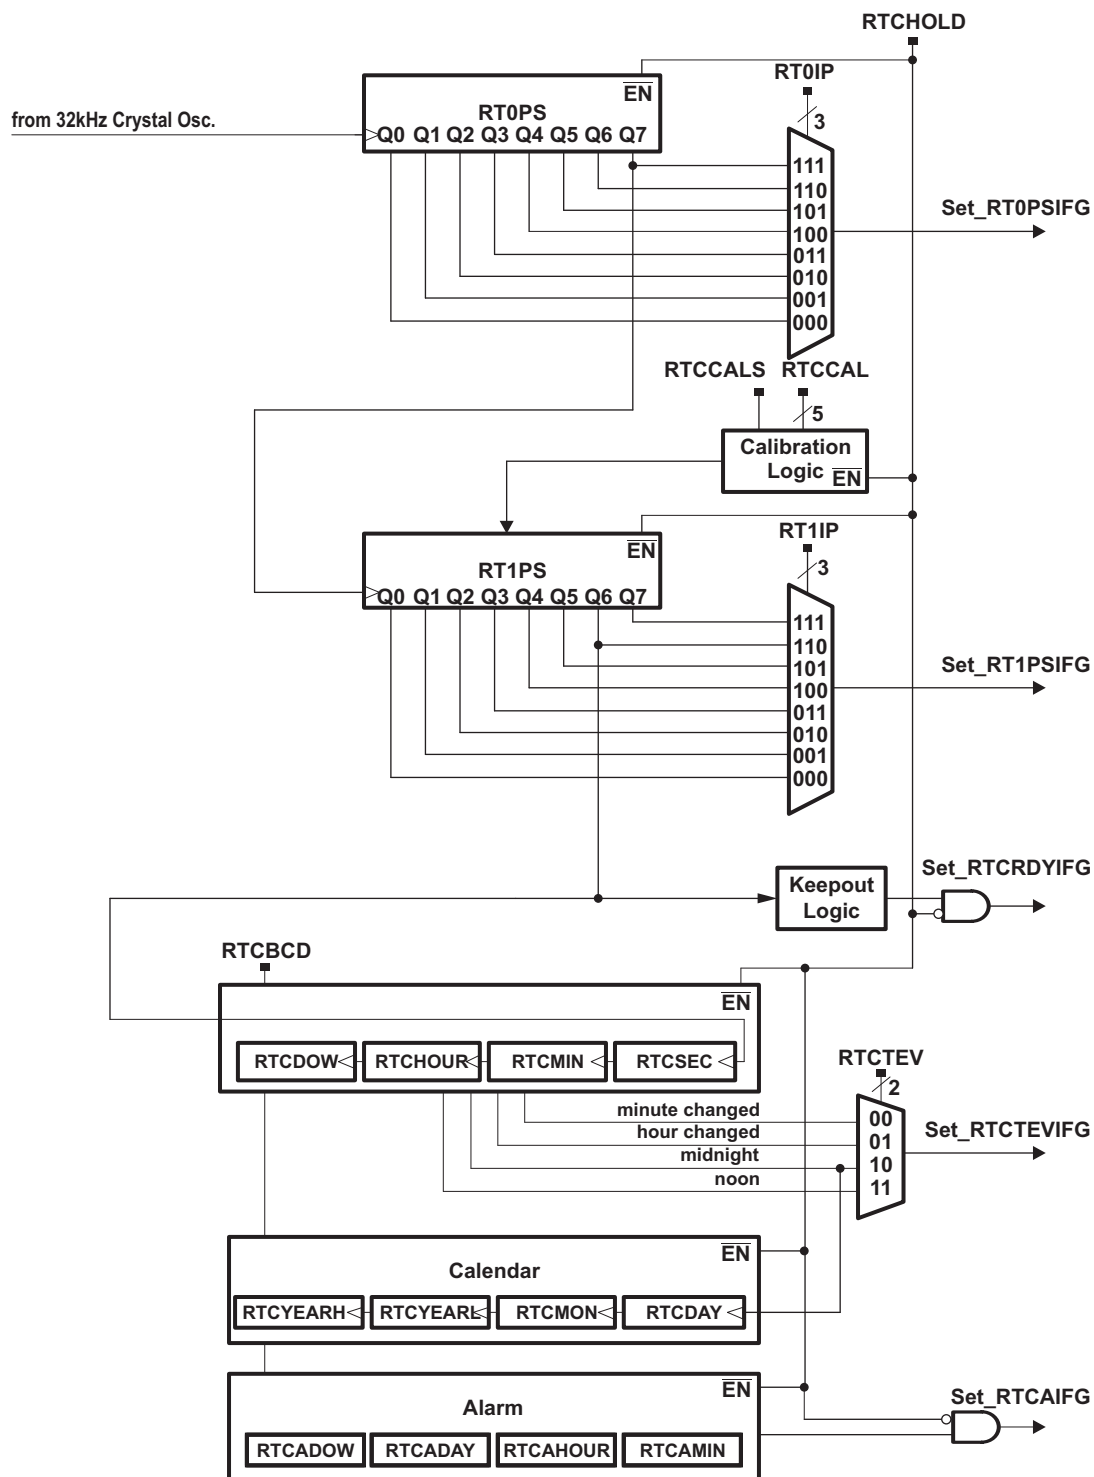 RTCHOLD
RT0IP
EN
RT0PS
from 32kHz Crystal Osc.
Q0 Q1 Q2 Q3 Q4 Q5 Q6 Q7
3
111
110
101
100
011
010
001
000
Set_RT0PSIFG
RTCCALS RTCCAL
5
Calibration
Logic EN
EN
RT1PS
Q0 Q1 Q2 Q3 Q4 Q5 Q6 Q7
RT1IP
3
111
110
101
100
011
010
001
000
Set_RT1PSIFG
Keepout
Logic
Set_RTCRDYIFG
RTCBCD
EN
RTCDOW RTCHOUR RTCMIN RTCSEC
RTCTEV
2
minute changed
hour changed
midnight
noon
00
01
10
11
Set_RTCTEVIFG
EN
Calendar
RTCYEARH RTCYEARL RTCMON RTCDAY
EN
Alarm
RTCADOW RTCADAY RTCAHOUR RTCAMIN
Set_RTCAIFG